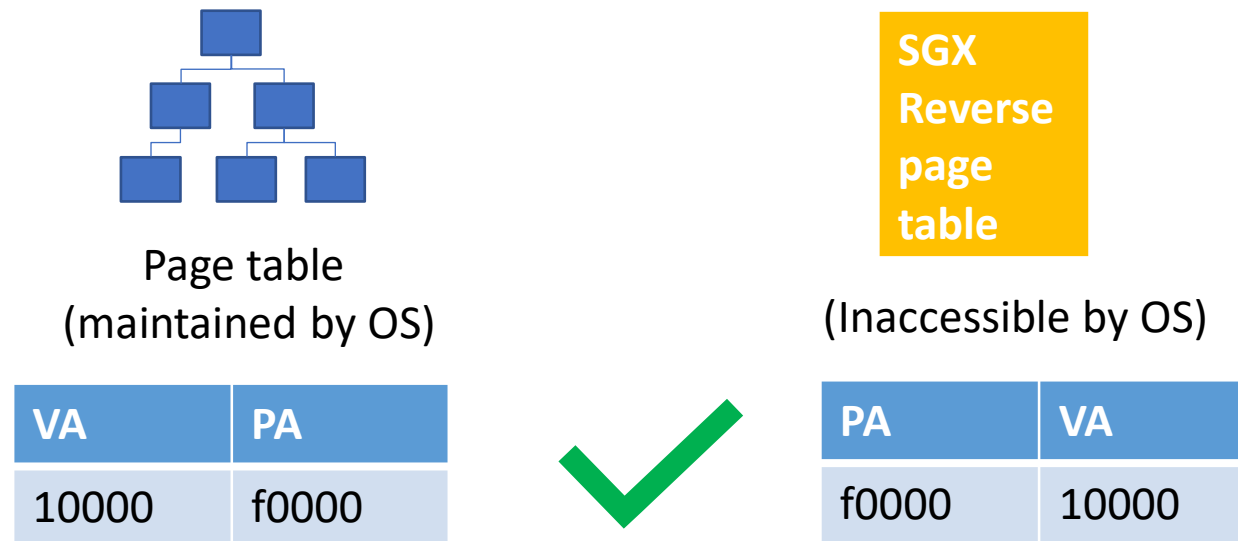 SGX
Reverse
page
table
Page table
(maintained by OS)
(Inaccessible by OS)
VA PA
10000 f0000
PA VA
f0000 10000